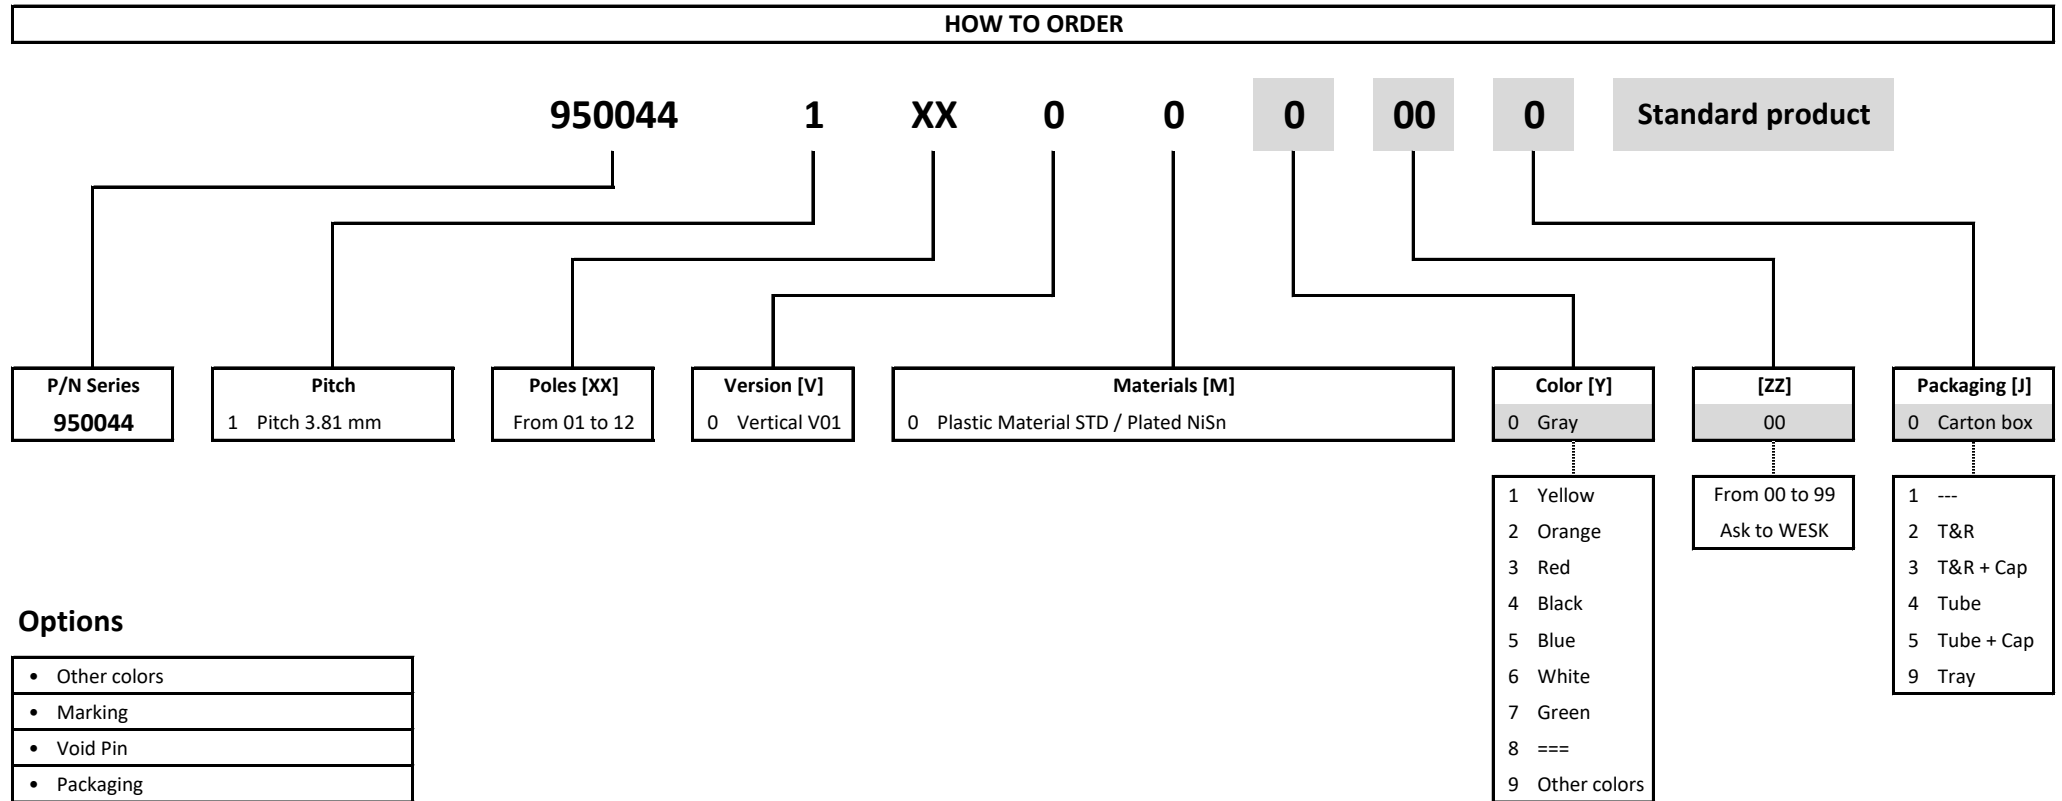 HOW TO ORDER
950044 1 XX 0 0 0 00 0 Standard product
P/N Series Pitch Poles [XX] Version [V] Materials [M] Color [Y] [ZZ] Packaging [J]
950044 1 Pitch 3.81 mm From 01 to 12 0 Vertical V01 0 Plastic Material STD / Plated NiSn 0 Gray 00 0 Carton box
1 Yellow From 00 to 99 1 ---
2 Orange Ask to WESK 2 T&R
3 Red 3 T&R + Cap
4 Black 4 Tube
Options
5 Blue 5 Tube + Cap
• Other colors 6 White 9 Tray
• Marking 7 Green
• Void Pin 8 ===
• Packaging 9 Other colors